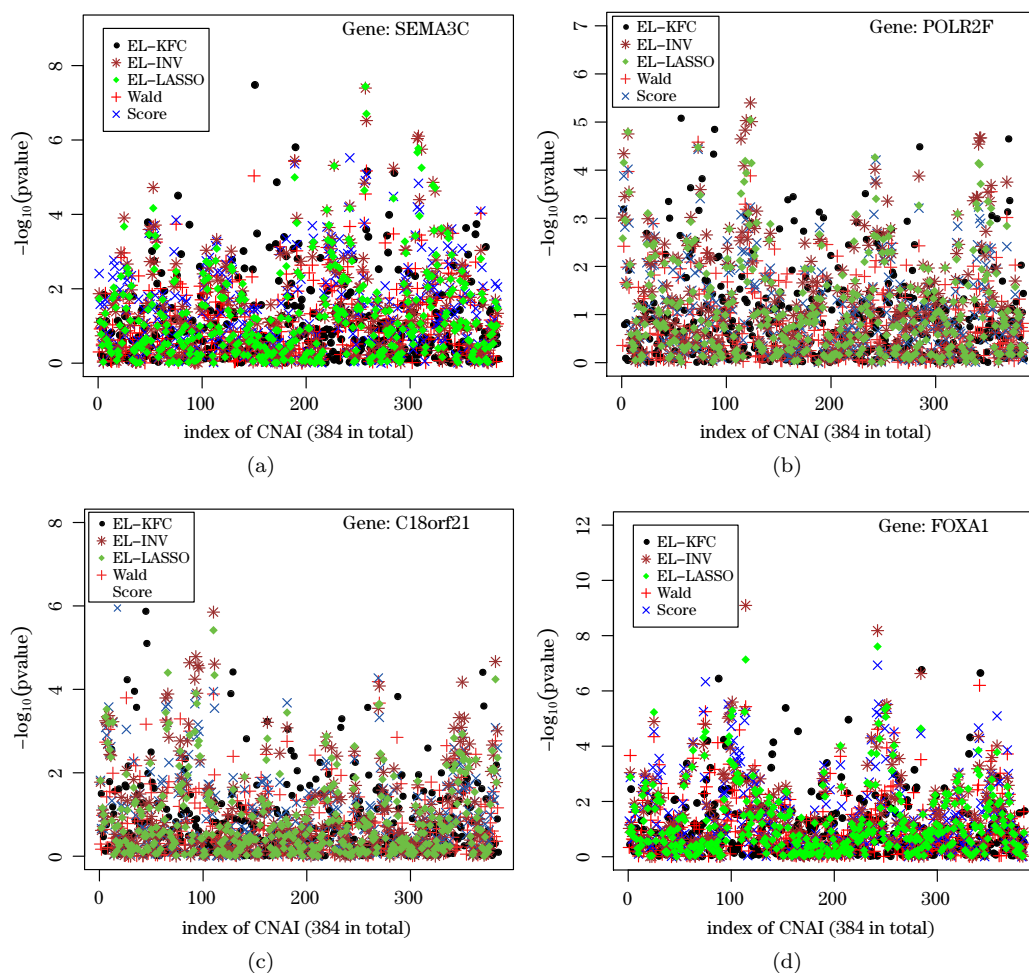 Gene: SEMA3C
EL−KFC
EL−INV
EL−LASSO
Wald
Score
−log10(pvalue)
0 2 4 6 8
0 100 200 300
index of CNAI (384 in total)
(a)
Gene: POLR2F
EL−KFC
EL−INV
EL−LASSO
Wald
Score
−log10(pvalue)
0 1 2 3 4 5 6 7
0 100 200 300
index of CNAI (384 in total)
(b)
Gene: C18orf21
EL−KFC
EL−INV
EL−LASSO
Wald
Score
−log10(pvalue)
0 2 4 6 8
0 100 200 300
index of CNAI (384 in total)
(c)
Gene: FOXA1
EL−KFC
EL−INV
EL−LASSO
Wald
Score
−log10(pvalue)
0 2 4 6 8 10 12
0 100 200 300
index of CNAI (384 in total)
(d)